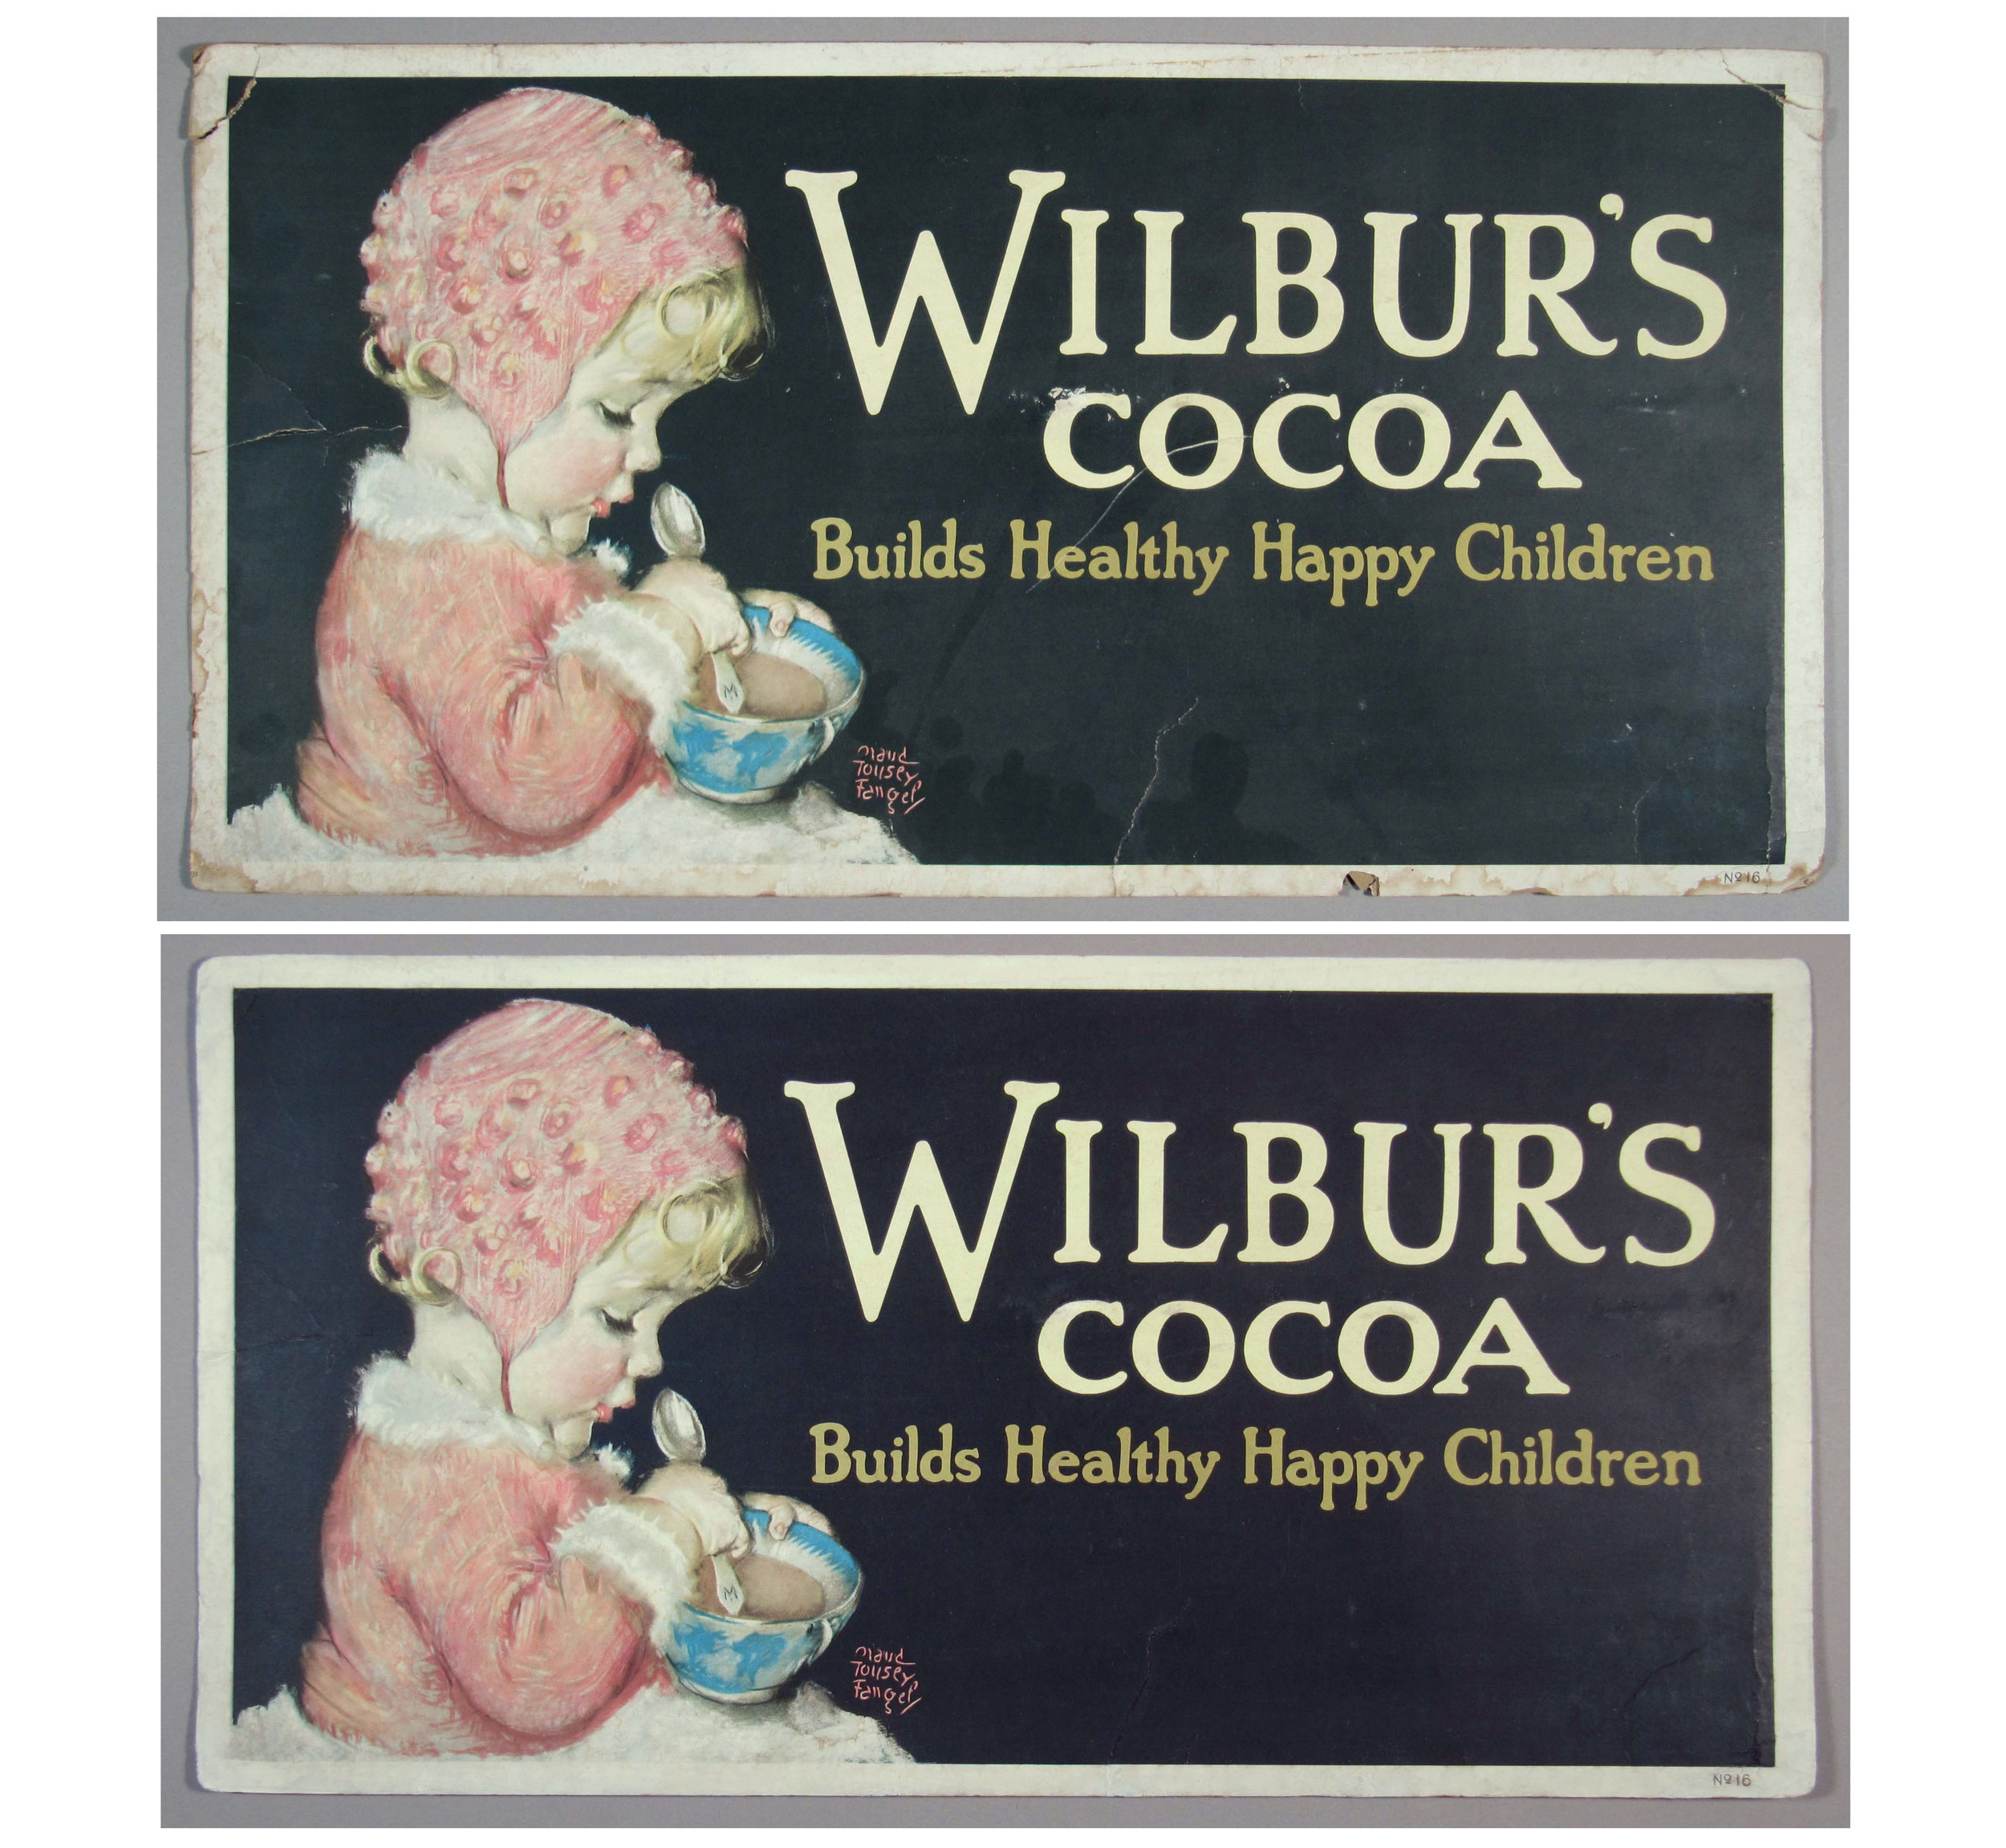 WILBUR'S
COCOA
Builds Healthy Happy Children
M
Maud
Tousey
Fangel
Nº 16
WILBUR'S
COCOA
Builds Healthy Happy Children
M
Maud
Tousey
Fangel
Nº 16